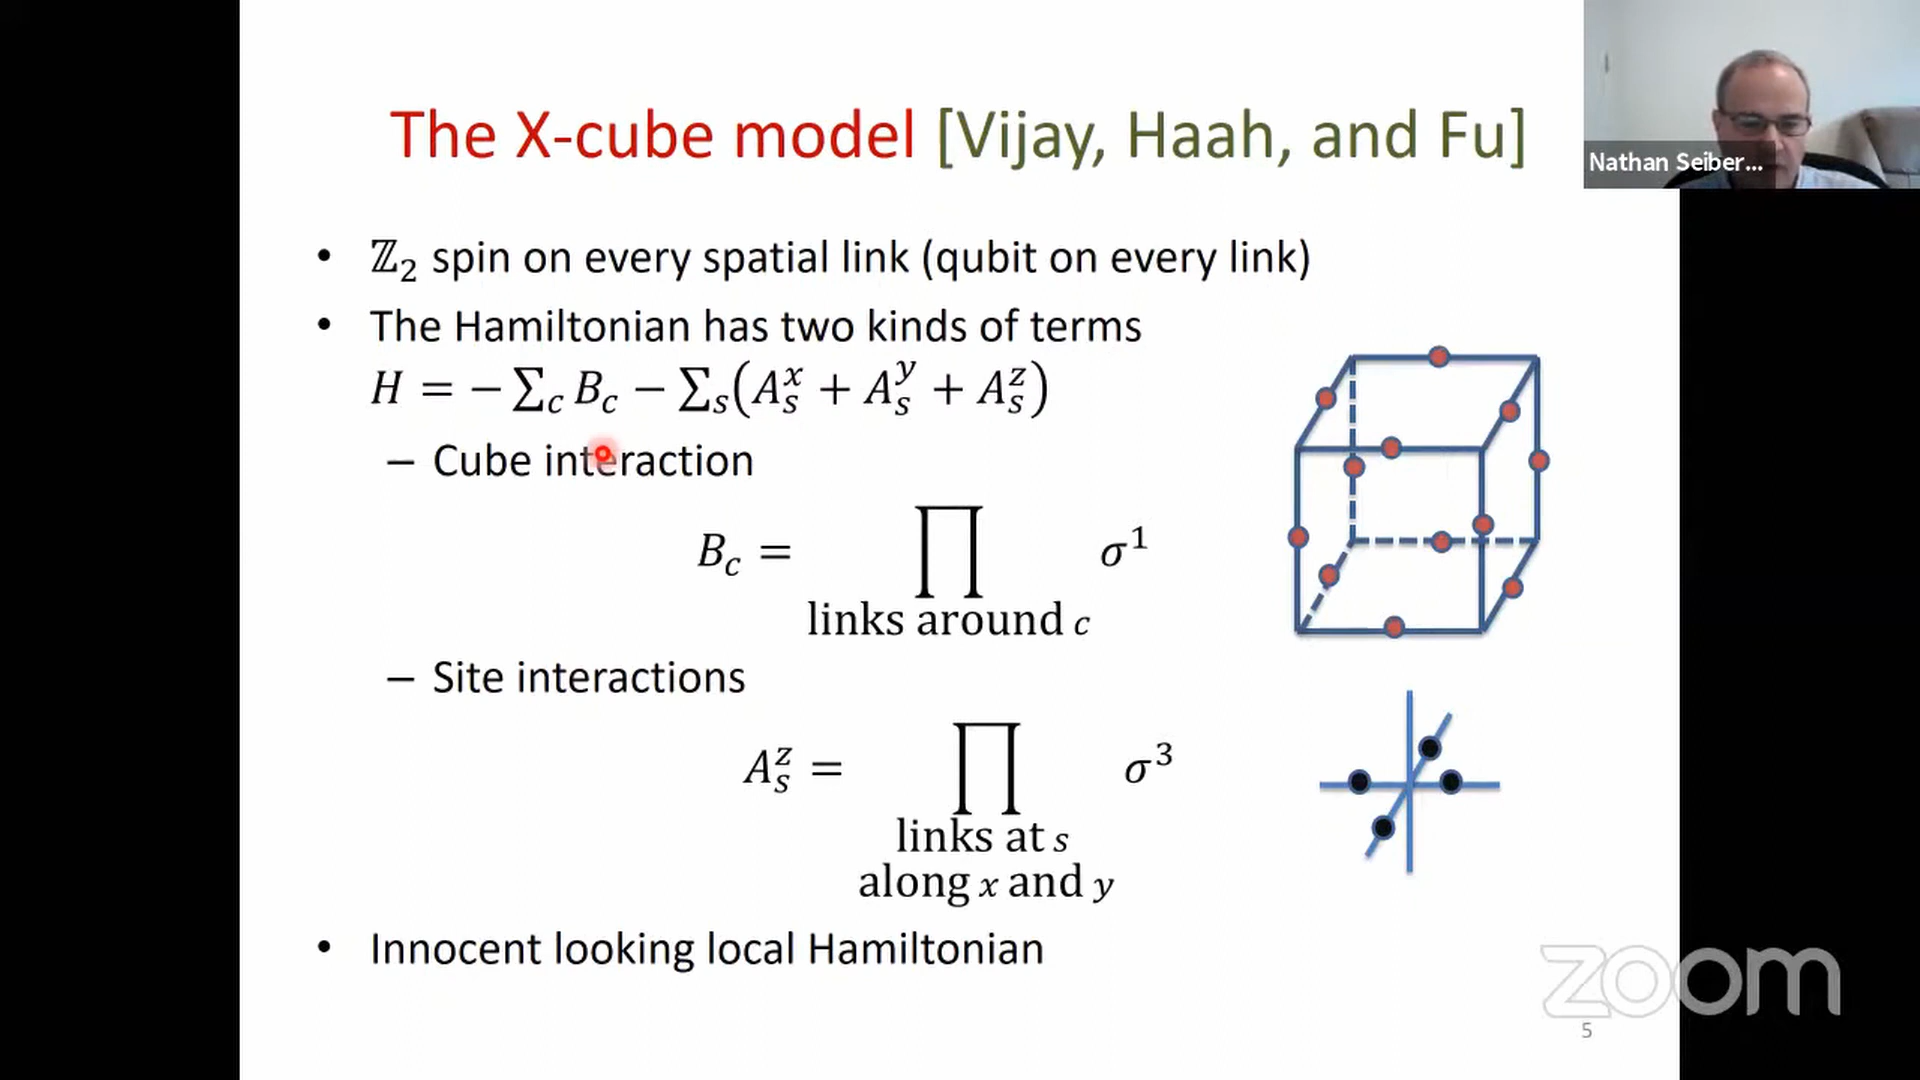 The X-cube model [Vijay, Haah, and Fu]
Nathan Seiber...
• ℤ₂ spin on every spatial link (qubit on every link)
• The Hamiltonian has two kinds of terms
H = −∑_c B_c − ∑_s(A_s^x + A_s^y + A_s^z)
– Cube interaction
B_c = ∏ σ¹
links around c
– Site interactions
A_s^z = ∏ σ³
links at s
along x and y
• Innocent looking local Hamiltonian
zoom
5